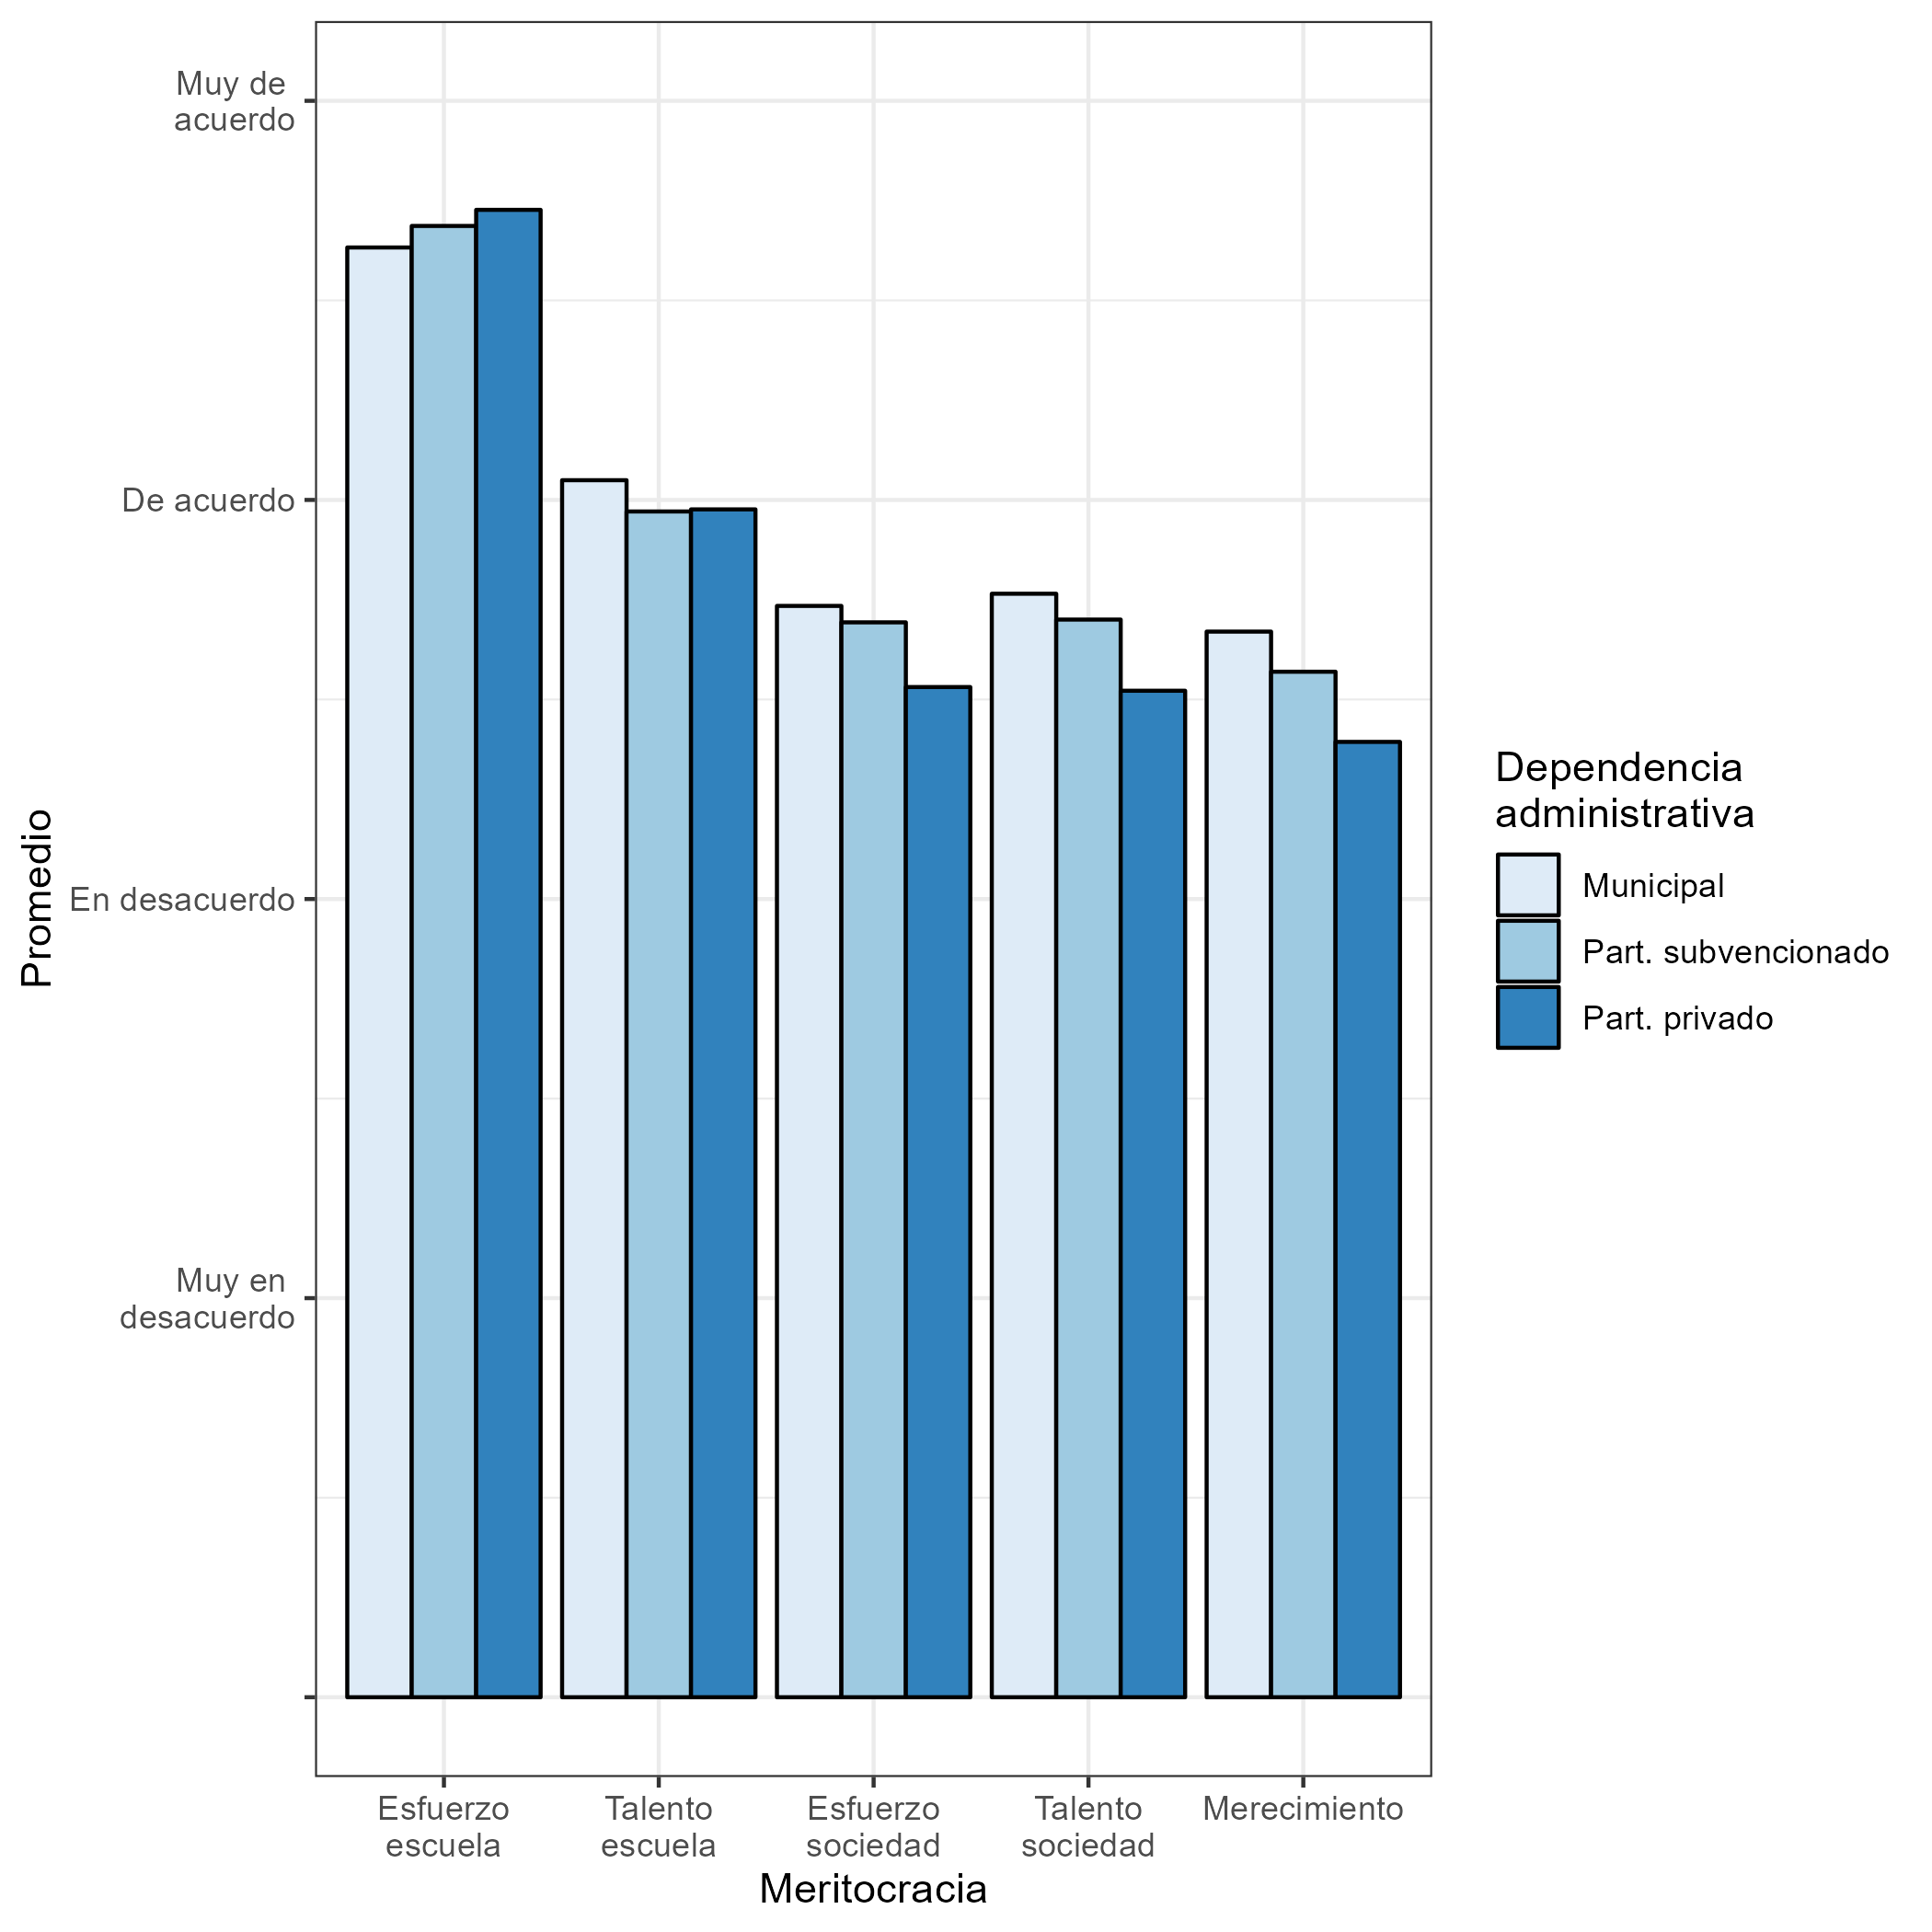 Muy de
acuerdo
De acuerdo
En desacuerdo
Muy en
desacuerdo
Promedio
Esfuerzo
escuela
Talento
escuela
Esfuerzo
sociedad
Talento
sociedad
Merecimiento
Meritocracia
Dependencia
administrativa
Municipal
Part. subvencionado
Part. privado